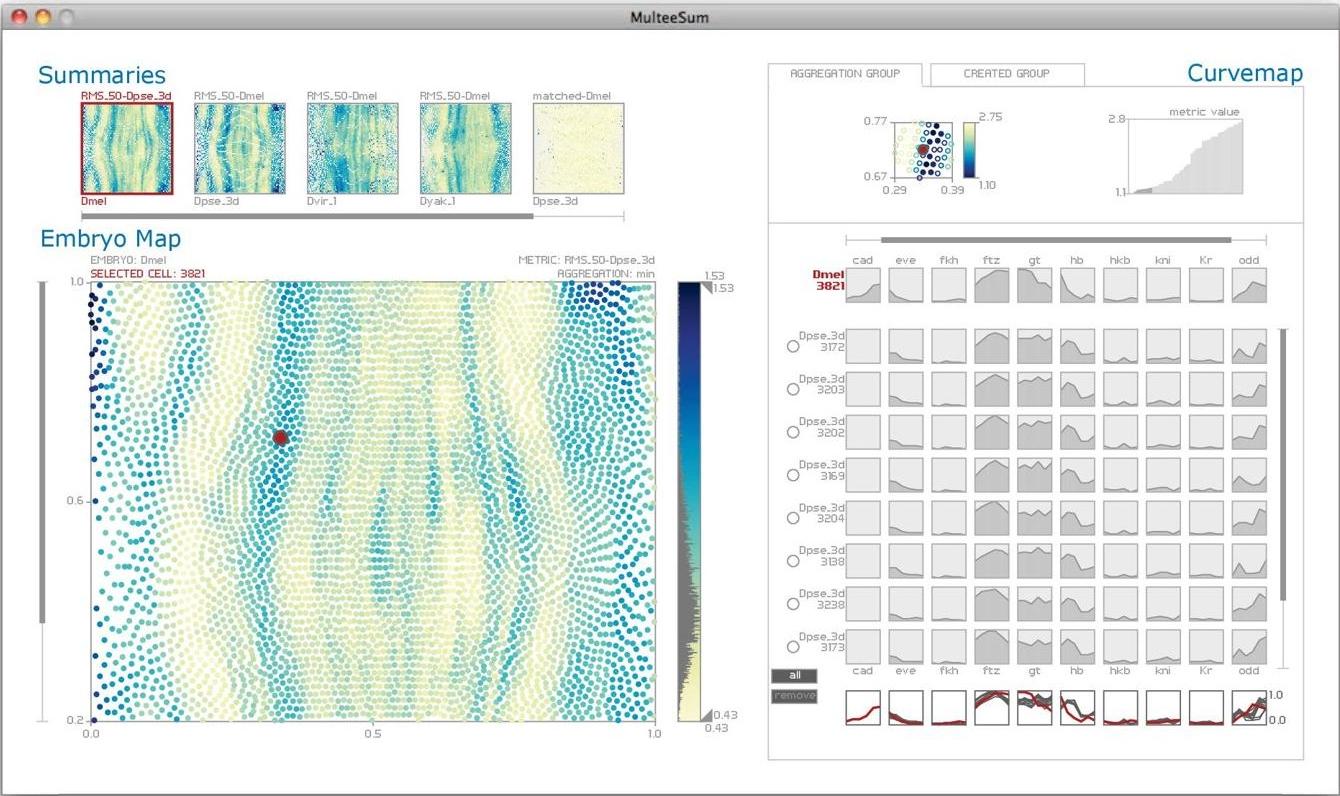 MulteeSum
Summaries
RMS_50-Dpse_3d RMS_50-Dmel RMS_50-Dmel RMS_50-Dmel matched-Dmel
Dmel Dpse_3d Dvir_1 Dyak_1 Dpse_3d
Embryo Map
EMBRYO: Dmel METRIC: RMS_50-Dpse_3d
SELECTED CELL: 3821 AGGREGATION: min
1.0
0.6
0.2
0.0 0.5 1.0
1.53
1.53
0.43
0.43
Curvemap
AGGREGATION GROUP CREATED GROUP
0.77
0.67
0.29 0.39
2.75
1.10
metric value
2.8
1.1
cad eve fkh ftz gt hb hkb kni Kr odd
Dmel
3821
Dpse_3d
3172
Dpse_3d
3203
Dpse_3d
3202
Dpse_3d
3169
Dpse_3d
3204
Dpse_3d
3138
Dpse_3d
3238
Dpse_3d
3173
cad eve fkh ftz gt hb hkb kni Kr odd
all
remove
1.0
0.0